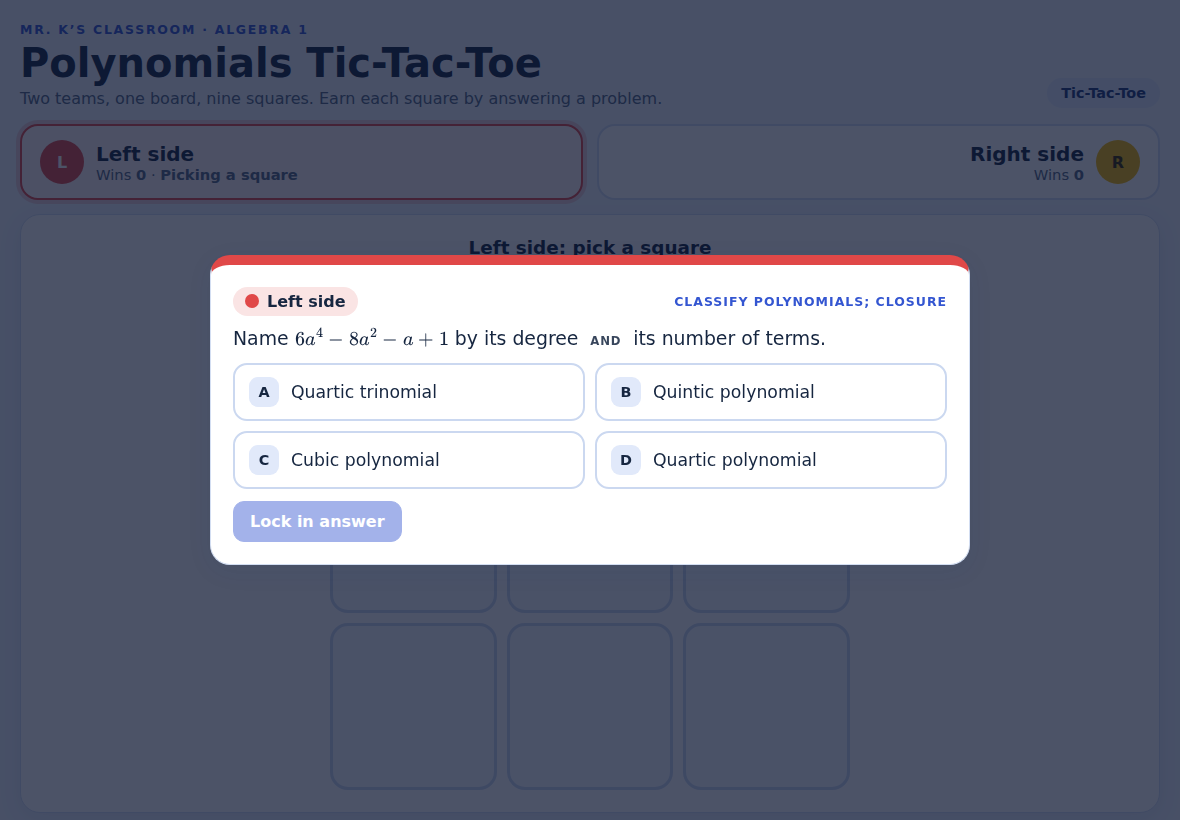 MR. K’S CLASSROOM · ALGEBRA 1
Polynomials Tic-Tac-Toe
Two teams, one board, nine squares. Earn each square by answering a problem.
Tic-Tac-Toe
L
Left side
Wins 0 · Picking a square
Right side
Wins 0
R
Left side: pick a square
Left side
CLASSIFY POLYNOMIALS; CLOSURE
Name 6a⁴ − 8a² − a + 1 by its degree AND its number of terms.
A Quartic trinomial
B Quintic polynomial
C Cubic polynomial
D Quartic polynomial
Lock in answer